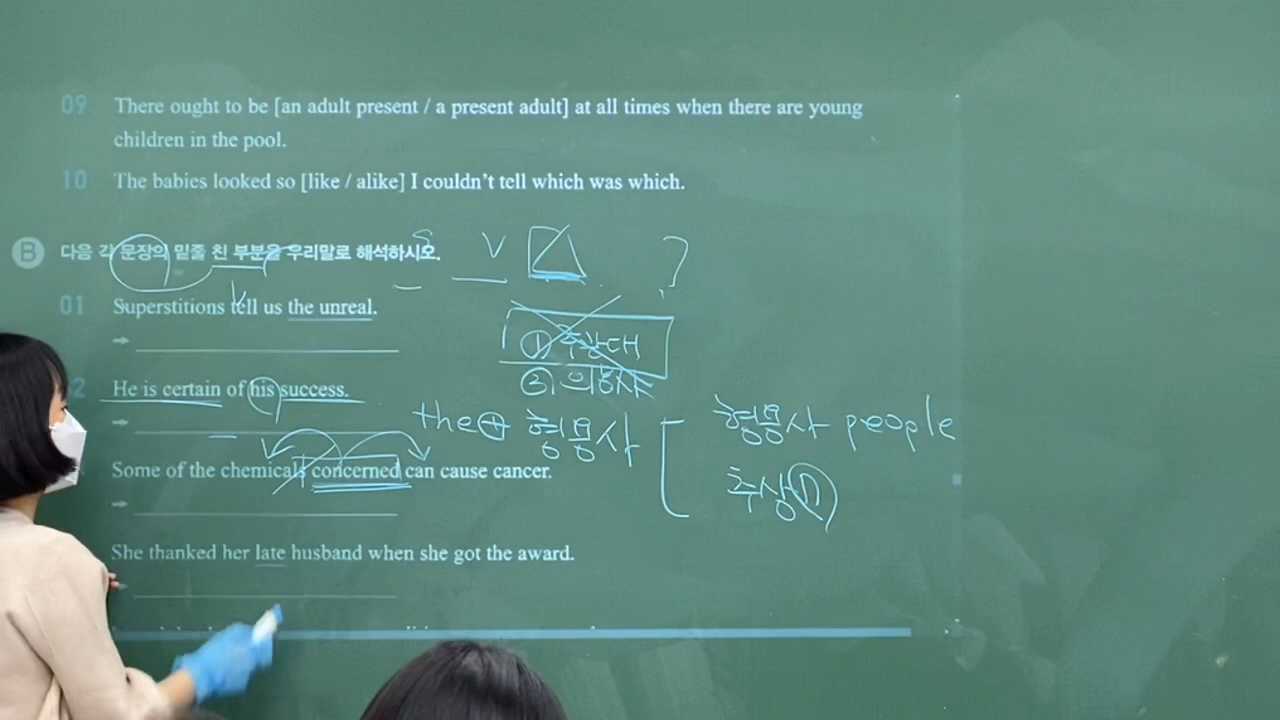 09 There ought to be [an adult present / a present adult] at all times when there are young
children in the pool.
10 The babies looked so [like / alike] I couldn't tell which was which.
B 다음 각 문장의 밑줄 친 부분을 우리말로 해석하시오.
S V ?
01 Superstitions tell us the unreal.
V
①주상대
②의
2 He is certain of his success.
the+형용사
형용사 people
추상n
Some of the chemicals concerned can cause cancer.
She thanked her late husband when she got the award.